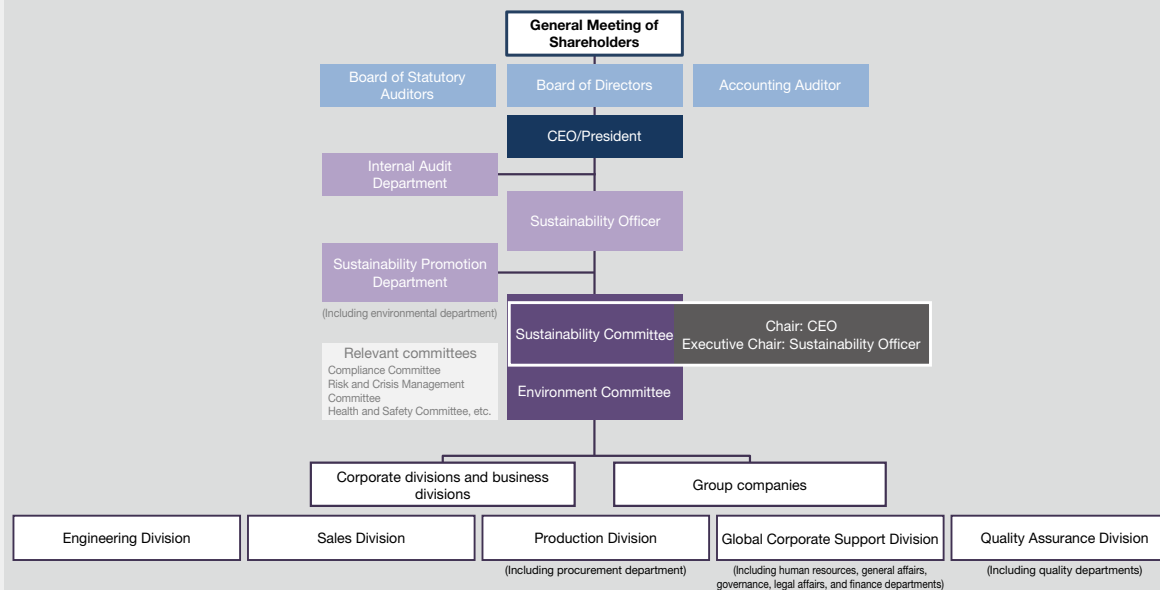 General Meeting of
Shareholders
Board of Statutory
Auditors
Board of Directors
Accounting Auditor
CEO/President
Internal Audit
Department
Sustainability Officer
Sustainability Promotion
Department
(Including environmental department)
Sustainability Committee
Chair: CEO
Executive Chair: Sustainability Officer
Relevant committees
Compliance Committee
Risk and Crisis Management
Committee
Health and Safety Committee, etc.
Environment Committee
Corporate divisions and business
divisions
Group companies
Engineering Division
Sales Division
Production Division
(Including procurement department)
Global Corporate Support Division
(Including human resources, general affairs,
governance, legal affairs, and finance departments)
Quality Assurance Division
(Including quality departments)